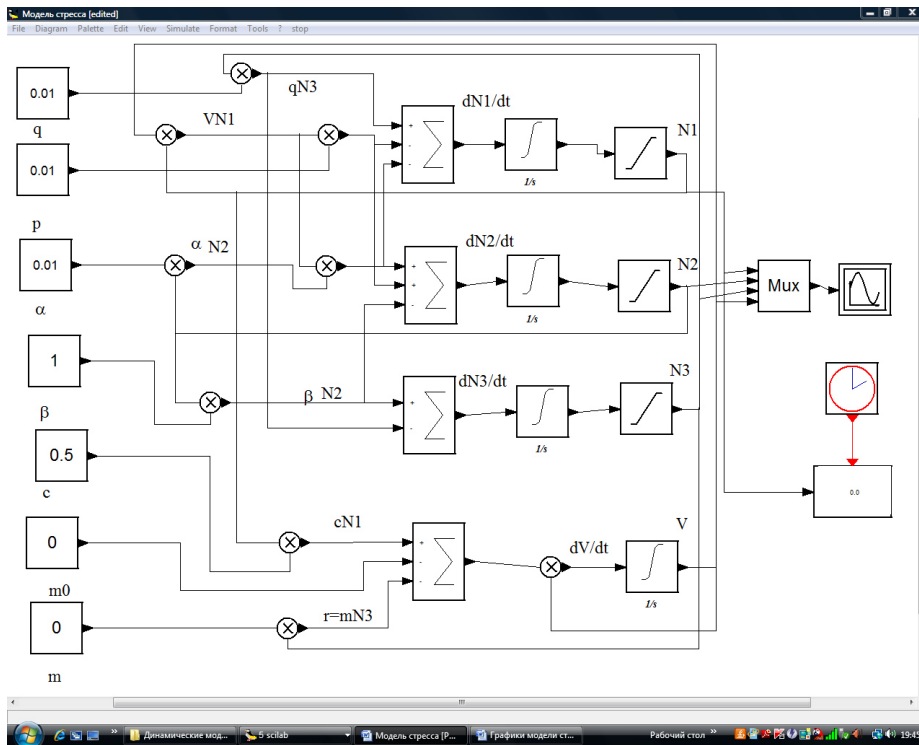 Модель стресса [edited]
File Diagram Palette Edit View Simulate Format Tools ? stop
0.01
q
qN3
VN1
dN1/dt
+
-
-
Σ
∫
1/s
N1
0.01
p
0.01
α
α N2
dN2/dt
+
+
-
Σ
∫
1/s
N2
Mux
1
β
β N2
dN3/dt
+
-
Σ
∫
1/s
N3
0.5
c
0.0
cN1
+
-
-
Σ
dV/dt
∫
1/s
V
0
m0
r=mN3
0
m
Динамические мод...
5 scilab
Модель стресса [Р...
Графики модели ст...
Рабочий стол